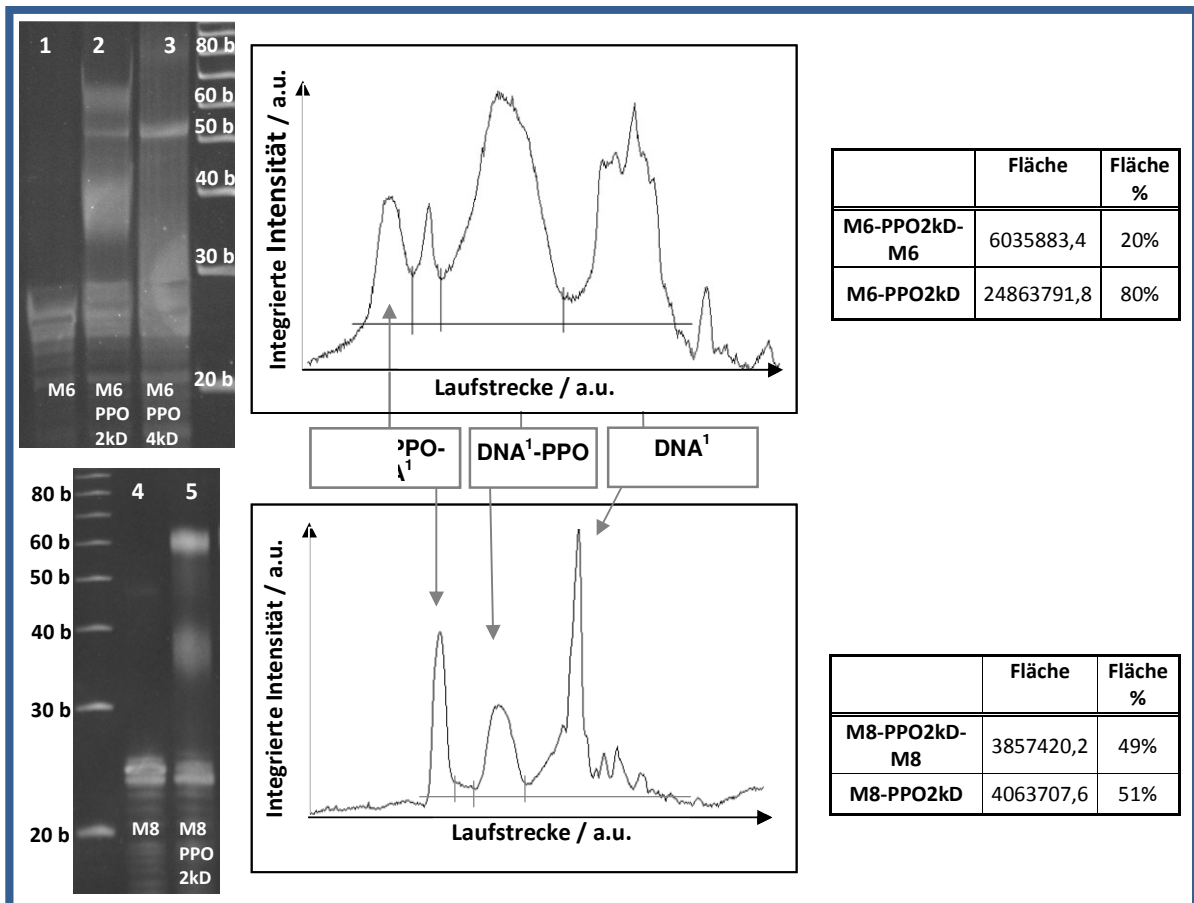 1 2 3
80 b
60 b
50 b
40 b
30 b
20 b
M6
M6
PPO
2kD
M6
PPO
4kD
Integrierte Intensität / a.u.
Laufstrecke / a.u.
Fläche
Fläche
%
M6-PPO2kD-
M6
6035883,4
20%
M6-PPO2kD
24863791,8
80%
PPO-
DNA¹-PPO
DNA¹
4 5
80 b
60 b
50 b
40 b
30 b
20 b
M8
M8
PPO
2kD
Integrierte Intensität / a.u.
Laufstrecke / a.u.
Fläche
Fläche
%
M8-PPO2kD-
M8
3857420,2
49%
M8-PPO2kD
4063707,6
51%